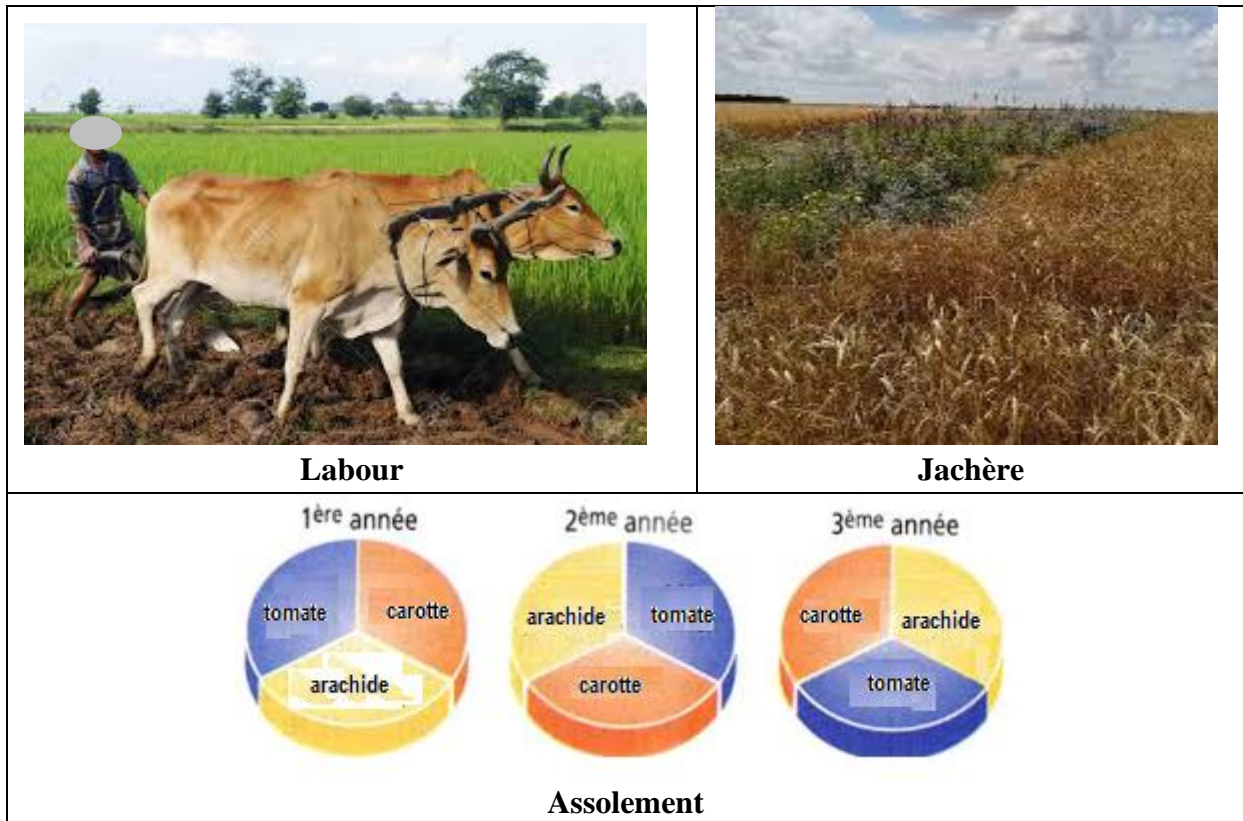 Labour
Jachère
1ère année
2ème année
3ème année
tomate
carotte
arachide
arachide
tomate
carotte
carotte
arachide
tomate
Assolement